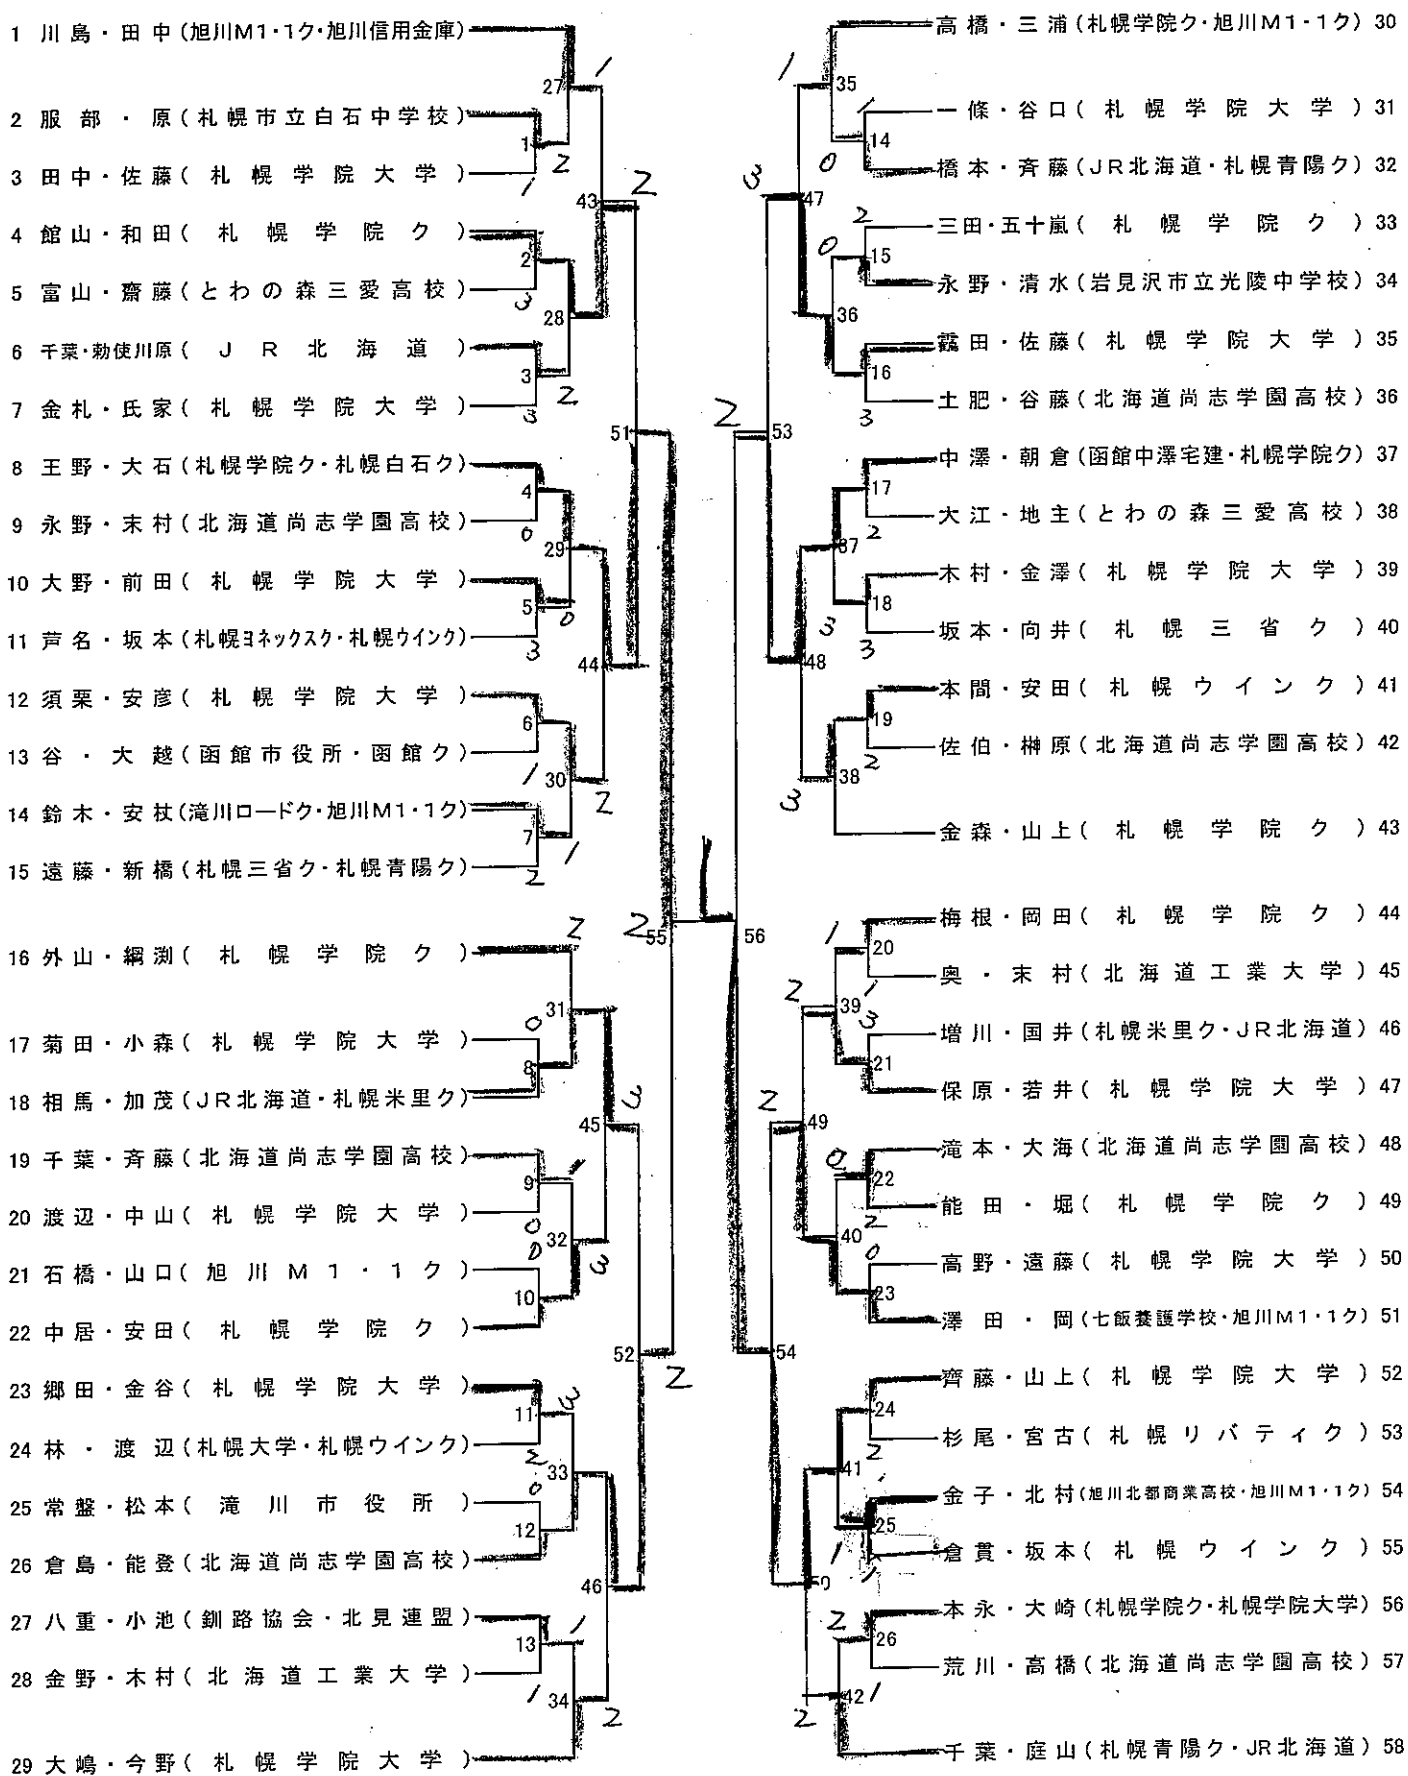 1 川島・田中(旭川M1・1ク・旭川信用金庫)
2 服部・原(札幌市立白石中学校)
3 田中・佐藤(札幌学院大学)
4 館山・和田(札幌学院ク)
5 富山・齋藤(とわの森三愛高校)
6 千葉・勅使川原(JR北海道)
7 金札・氏家(札幌学院大学)
8 王野・大石(札幌学院ク・札幌白石ク)
9 永野・末村(北海道尚志学園高校)
10 大野・前田(札幌学院大学)
11 芦名・坂本(札幌ヨネックスク・札幌ウインク)
12 須栗・安彦(札幌学院大学)
13 谷・大越(函館市役所・函館ク)
14 鈴木・安杖(滝川ロードク・旭川M1・1ク)
15 遠藤・新橋(札幌三省ク・札幌青陽ク)
16 外山・綱渕(札幌学院ク)
17 菊田・小森(札幌学院大学)
18 相馬・加茂(JR北海道・札幌米里ク)
19 千葉・斉藤(北海道尚志学園高校)
20 渡辺・中山(札幌学院大学)
21 石橋・山口(旭川M1・1ク)
22 中居・安田(札幌学院ク)
23 郷田・金谷(札幌学院大学)
24 林・渡辺(札幌大学・札幌ウインク)
25 常盤・松本(滝川市役所)
26 倉島・能登(北海道尚志学園高校)
27 八重・小池(釧路協会・北見連盟)
28 金野・木村(北海道工業大学)
29 大嶋・今野(札幌学院大学)
高橋・三浦(札幌学院ク・旭川M1・1ク) 30
一條・谷口(札幌学院大学) 31
橋本・斉藤(JR北海道・札幌青陽ク) 32
三田・五十嵐(札幌学院ク) 33
永野・清水(岩見沢市立光陵中学校) 34
田・佐藤(札幌学院大学) 35
土肥・谷藤(北海道尚志学園高校) 36
中澤・朝倉(函館中澤宅建・札幌学院ク) 37
大江・地主(とわの森三愛高校) 38
木村・金澤(札幌学院大学) 39
坂本・向井(札幌三省ク) 40
本間・安田(札幌ウインク) 41
佐伯・榊原(北海道尚志学園高校) 42
金森・山上(札幌学院ク) 43
梅根・岡田(札幌学院ク) 44
奥・末村(北海道工業大学) 45
増川・国井(札幌米里ク・JR北海道) 46
保原・若井(札幌学院大学) 47
滝本・大海(北海道尚志学園高校) 48
能田・堀(札幌学院ク) 49
高野・遠藤(札幌学院大学) 50
澤田・岡(七飯養護学校・旭川M1・1ク) 51
齊藤・山上(札幌学院大学) 52
杉尾・宮古(札幌リバティク) 53
金子・北村(旭川北都商業高校・旭川M1・1ク) 54
倉貫・坂本(札幌ウインク) 55
本永・大崎(札幌学院ク・札幌学院大学) 56
荒川・高橋(北海道尚志学園高校) 57
千葉・庭山(札幌青陽ク・JR北海道) 58